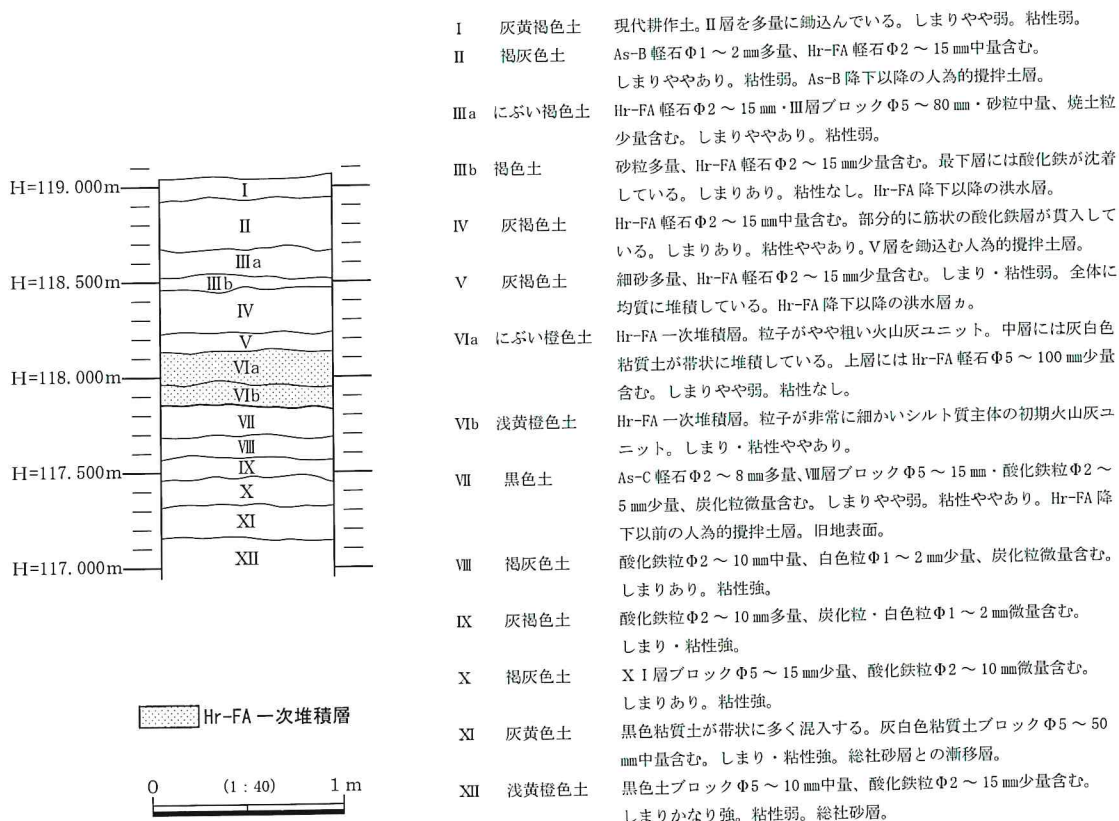 H=119.000m
H=118.500m
H=118.000m
H=117.500m
H=117.000m
I
II
IIIa
IIIb
IV
V
VIa
VIb
VII
VIII
IX
X
XI
XII
Hr-FA 一次堆積層
0 (1:40) 1m
I 灰黄褐色土 現代耕作土。II層を多量に鋤込んでいる。しまりやや弱。粘性弱。
II 褐灰色土 As-B 軽石Φ1～2㎜多量、Hr-FA 軽石Φ2～15㎜中量含む。
しまりややあり。粘性弱。As-B 降下以降の人為的攪拌土層。
IIIa にぶい褐色土 Hr-FA 軽石Φ2～15㎜・III層ブロックΦ5～80㎜・砂粒中量、焼土粒
少量含む。しまりややあり。粘性弱。
IIIb 褐色土 砂粒多量、Hr-FA 軽石Φ2～15㎜少量含む。最下層には酸化鉄が沈着
している。しまりあり。粘性なし。Hr-FA 降下以降の洪水層。
IV 灰褐色土 Hr-FA 軽石Φ2～15㎜中量含む。部分的に筋状の酸化鉄層が貫入して
いる。しまりあり。粘性ややあり。V層を鋤込む人為的攪拌土層。
V 灰褐色土 細砂多量、Hr-FA 軽石Φ2～15㎜少量含む。しまり・粘性弱。全体に
均質に堆積している。Hr-FA 降下以降の洪水層ヵ。
VIa にぶい橙色土 Hr-FA 一次堆積層。粒子がやや粗い火山灰ユニット。中層には灰白色
粘質土が帯状に堆積している。上層には Hr-FA 軽石Φ5～100㎜少量
含む。しまりやや弱。粘性なし。
VIb 浅黄橙色土 Hr-FA 一次堆積層。粒子が非常に細かいシルト質主体の初期火山灰ユ
ニット。しまり・粘性ややあり。
VII 黒色土 As-C 軽石Φ2～8㎜多量、VIII層ブロックΦ5～15㎜・酸化鉄粒Φ2～
5㎜少量、炭化粒微量含む。しまりやや弱。粘性ややあり。Hr-FA 降
下以前の人為的攪拌土層。旧地表面。
VIII 褐灰色土 酸化鉄粒Φ2～10㎜中量、白色粒Φ1～2㎜少量、炭化粒微量含む。
しまりあり。粘性強。
IX 灰褐色土 酸化鉄粒Φ2～10㎜多量、炭化粒・白色粒Φ1～2㎜微量含む。
しまり・粘性強。
X 褐灰色土 ＸＩ層ブロックΦ5～15㎜少量、酸化鉄粒Φ2～10㎜微量含む。
しまりあり。粘性強。
XI 灰黄色土 黒色粘質土が帯状に多く混入する。灰白色粘質土ブロックΦ5～50
㎜中量含む。しまり・粘性強。総社砂層との漸移層。
XII 浅黄橙色土 黒色土ブロックΦ5～10㎜中量、酸化鉄粒Φ2～15㎜少量含む。
しまりかなり強。粘性弱。総社砂層。